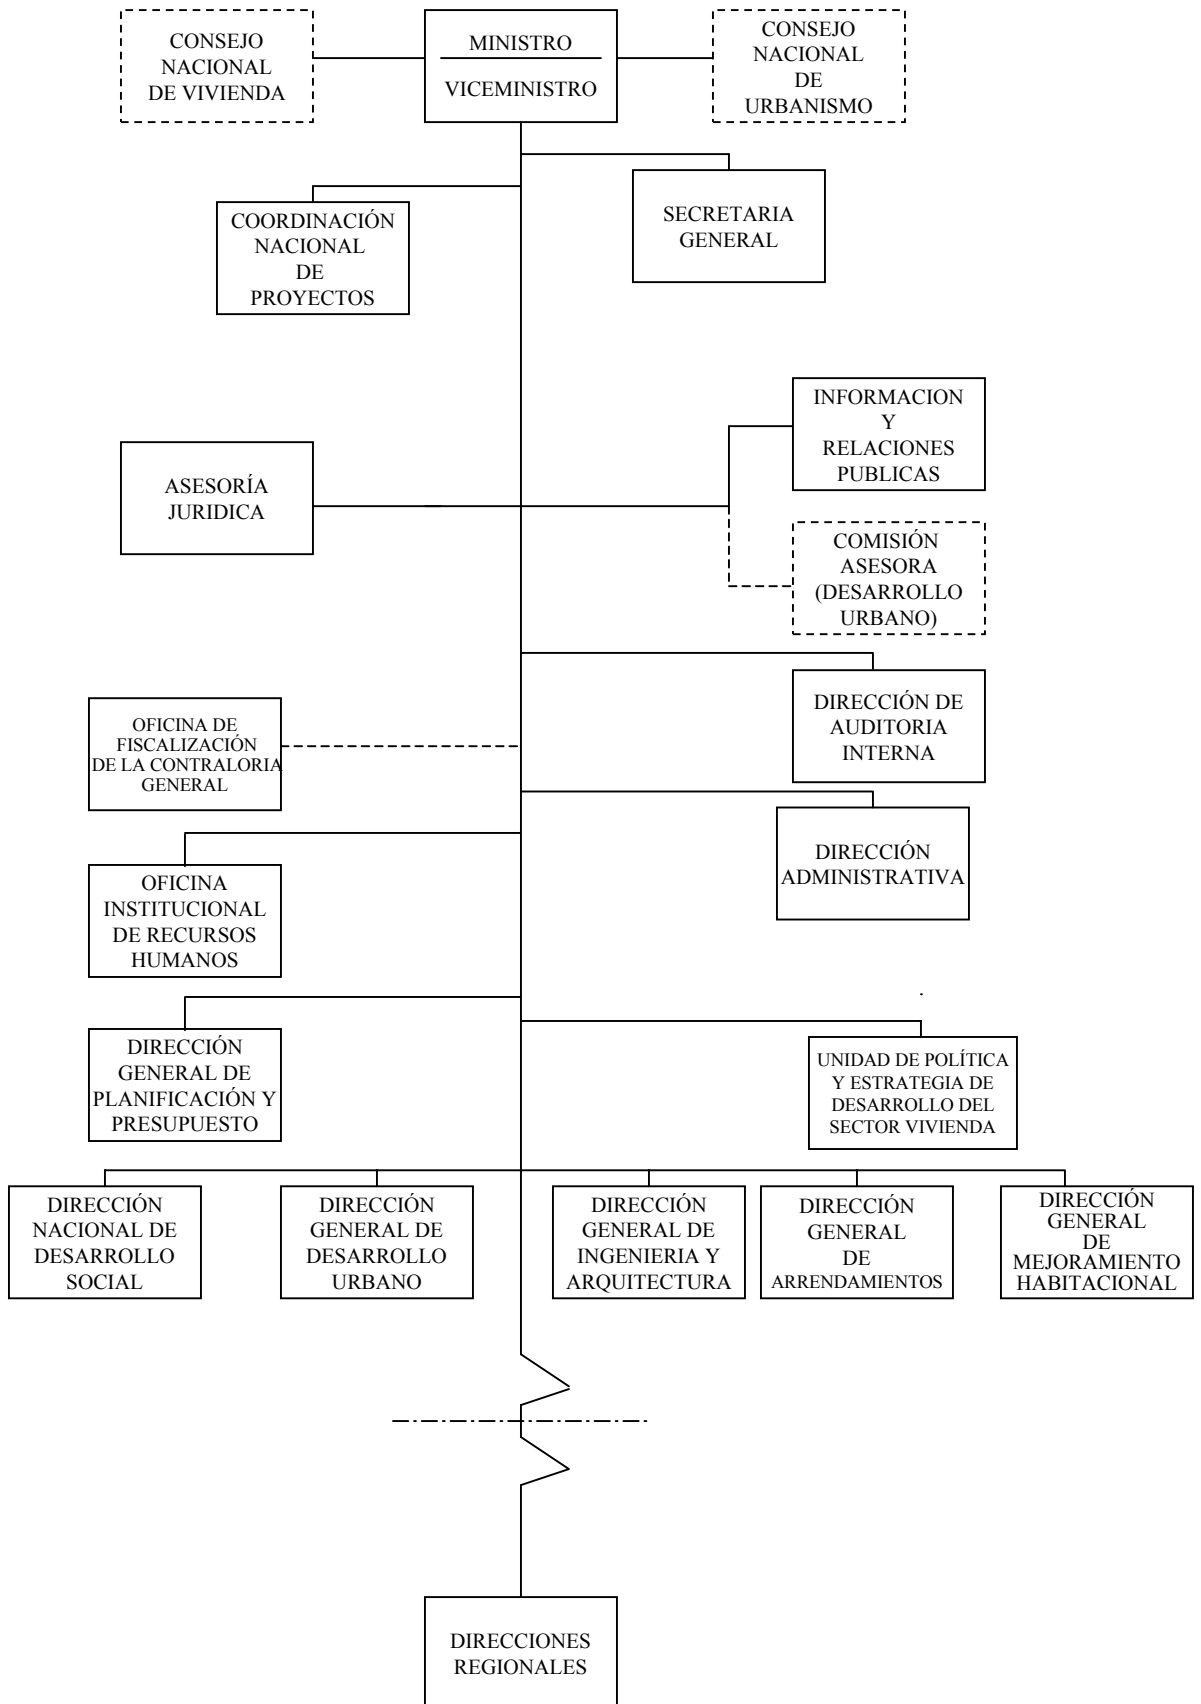 CONSEJO
NACIONAL
DE VIVIENDA
MINISTRO
VICEMINISTRO
CONSEJO
NACIONAL
DE
URBANISMO
COORDINACIÓN
NACIONAL
DE
PROYECTOS
SECRETARIA
GENERAL
INFORMACION
Y
RELACIONES
PUBLICAS
ASESORÍA
JURIDICA
COMISIÓN
ASESORA
(DESARROLLO
URBANO)
DIRECCIÓN DE
AUDITORIA
INTERNA
OFICINA DE
FISCALIZACIÓN
DE LA CONTRALORIA
GENERAL
DIRECCIÓN
ADMINISTRATIVA
OFICINA
INSTITUCIONAL
DE RECURSOS
HUMANOS
DIRECCIÓN
GENERAL DE
PLANIFICACIÓN Y
PRESUPUESTO
UNIDAD DE POLÍTICA
Y ESTRATEGIA DE
DESARROLLO DEL
SECTOR VIVIENDA
DIRECCIÓN
NACIONAL DE
DESARROLLO
SOCIAL
DIRECCIÓN
GENERAL DE
DESARROLLO
URBANO
DIRECCIÓN
GENERAL DE
INGENIERIA Y
ARQUITECTURA
DIRECCIÓN
GENERAL
DE
ARRENDAMIENTOS
DIRECCIÓN
GENERAL
DE
MEJORAMIENTO
HABITACIONAL
DIRECCIONES
REGIONALES